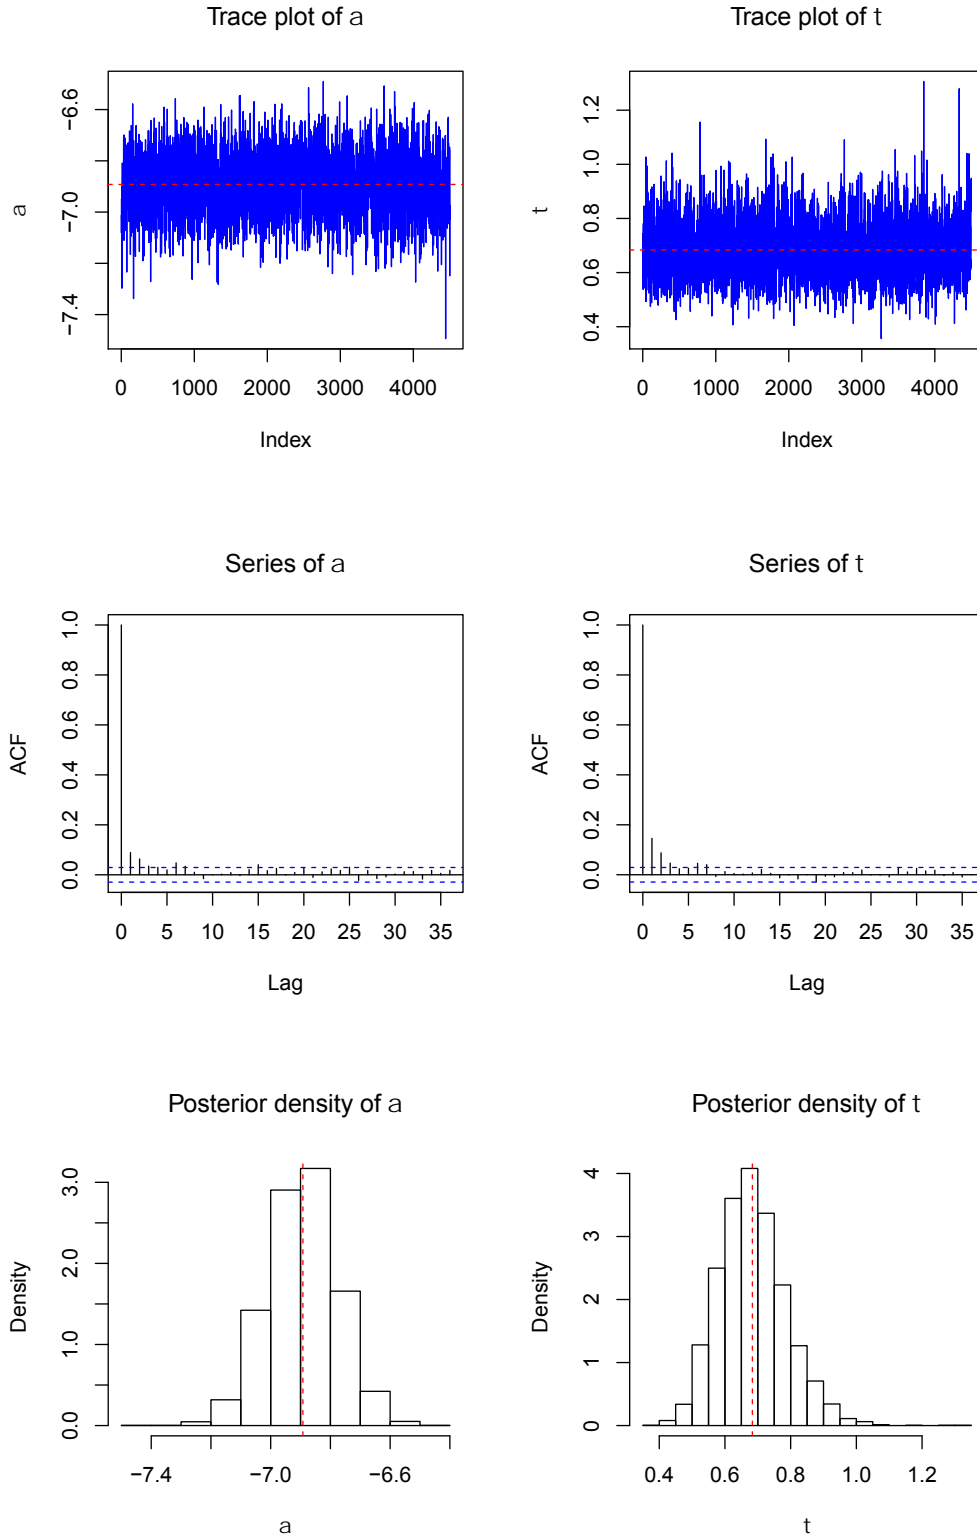 Trace plot of a
Trace plot of t
a
−7.4 −7.0 −6.6
0 1000 2000 3000 4000
Index
t
0.4 0.6 0.8 1.0 1.2
0 1000 2000 3000 4000
Index
Series of a
Series of t
ACF
0.0 0.2 0.4 0.6 0.8 1.0
0 5 10 15 20 25 30 35
Lag
ACF
0.0 0.2 0.4 0.6 0.8 1.0
0 5 10 15 20 25 30 35
Lag
Posterior density of a
Posterior density of t
Density
0.0 1.0 2.0 3.0
−7.4 −7.0 −6.6
a
Density
0 1 2 3 4
0.4 0.6 0.8 1.0 1.2
t